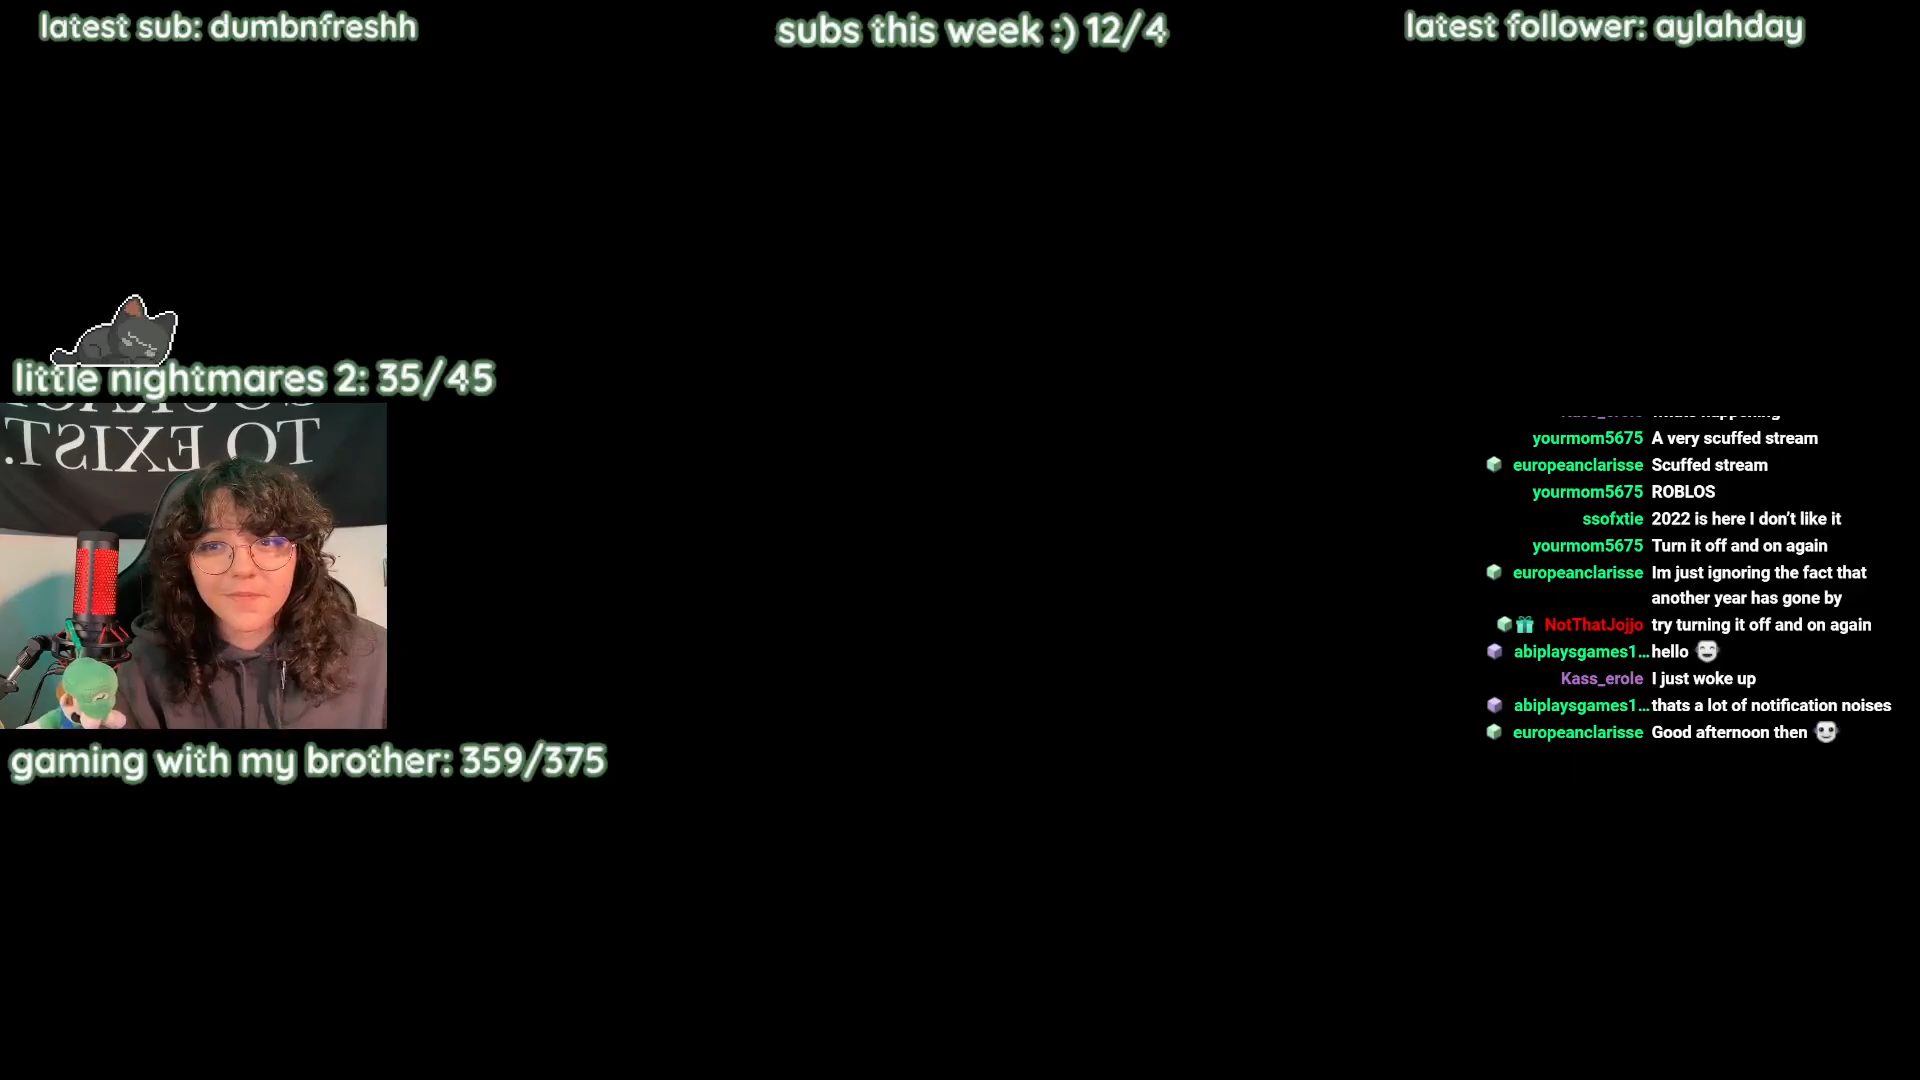 latest sub: dumbnfreshh
subs this week :) 12/4
latest follower: aylahday
little nightmares 2: 35/45
TO EXIST.
gaming with my brother: 359/375
yourmom5675 A very scuffed stream
europeanclarisse Scuffed stream
yourmom5675 ROBLOS
ssofxtie 2022 is here I don’t like it
yourmom5675 Turn it off and on again
europeanclarisse Im just ignoring the fact that
another year has gone by
NotThatJojjo try turning it off and on again
abiplaysgames1... hello
Kass_erole I just woke up
abiplaysgames1... thats a lot of notification noises
europeanclarisse Good afternoon then